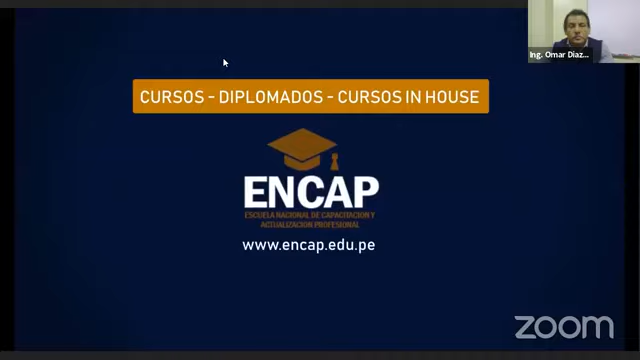 Ing. Omar Diaz...
CURSOS - DIPLOMADOS - CURSOS IN HOUSE
ENCAP
ESCUELA NACIONAL DE CAPACITACION Y
ACTUALIZACION PROFESIONAL
www.encap.edu.pe
zoom